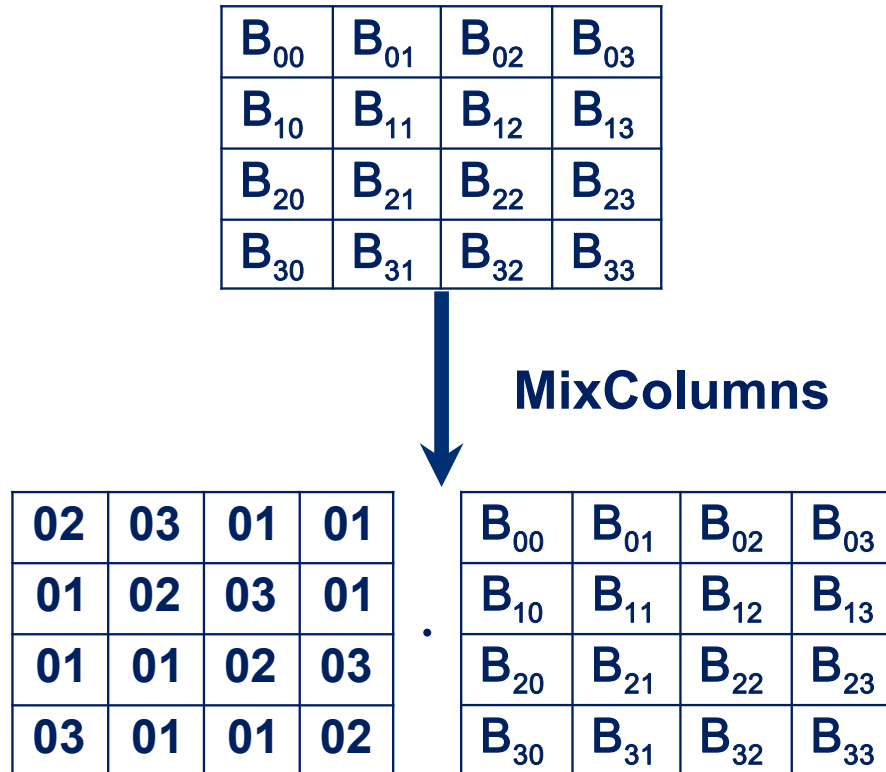 B₀₀ B₀₁ B₀₂ B₀₃
B₁₀ B₁₁ B₁₂ B₁₃
B₂₀ B₂₁ B₂₂ B₂₃
B₃₀ B₃₁ B₃₂ B₃₃
MixColumns
02 03 01 01 B₀₀ B₀₁ B₀₂ B₀₃
01 02 03 01 B₁₀ B₁₁ B₁₂ B₁₃
.
01 01 02 03 B₂₀ B₂₁ B₂₂ B₂₃
03 01 01 02 B₃₀ B₃₁ B₃₂ B₃₃